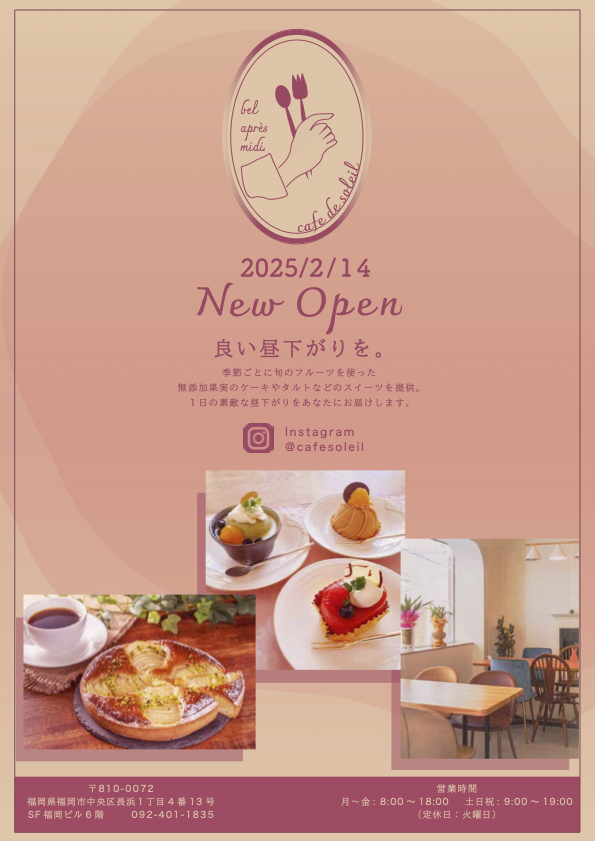 bel
après
midi
cafe de soleil
2025/2/14
New Open
良い昼下がりを。
季節ごとに旬のフルーツを使った
無添加果実のケーキやタルトなどのスイーツを提供。
1日の素敵な昼下がりをあなたにお届けします。
Instagram
@cafesoleil
〒810-0072
福岡県福岡市中央区長浜1丁目4番13号
SF福岡ビル6階 092-401-1835
営業時間
月〜金：8:00〜18:00 土日祝：9:00〜19:00
（定休日：火曜日）